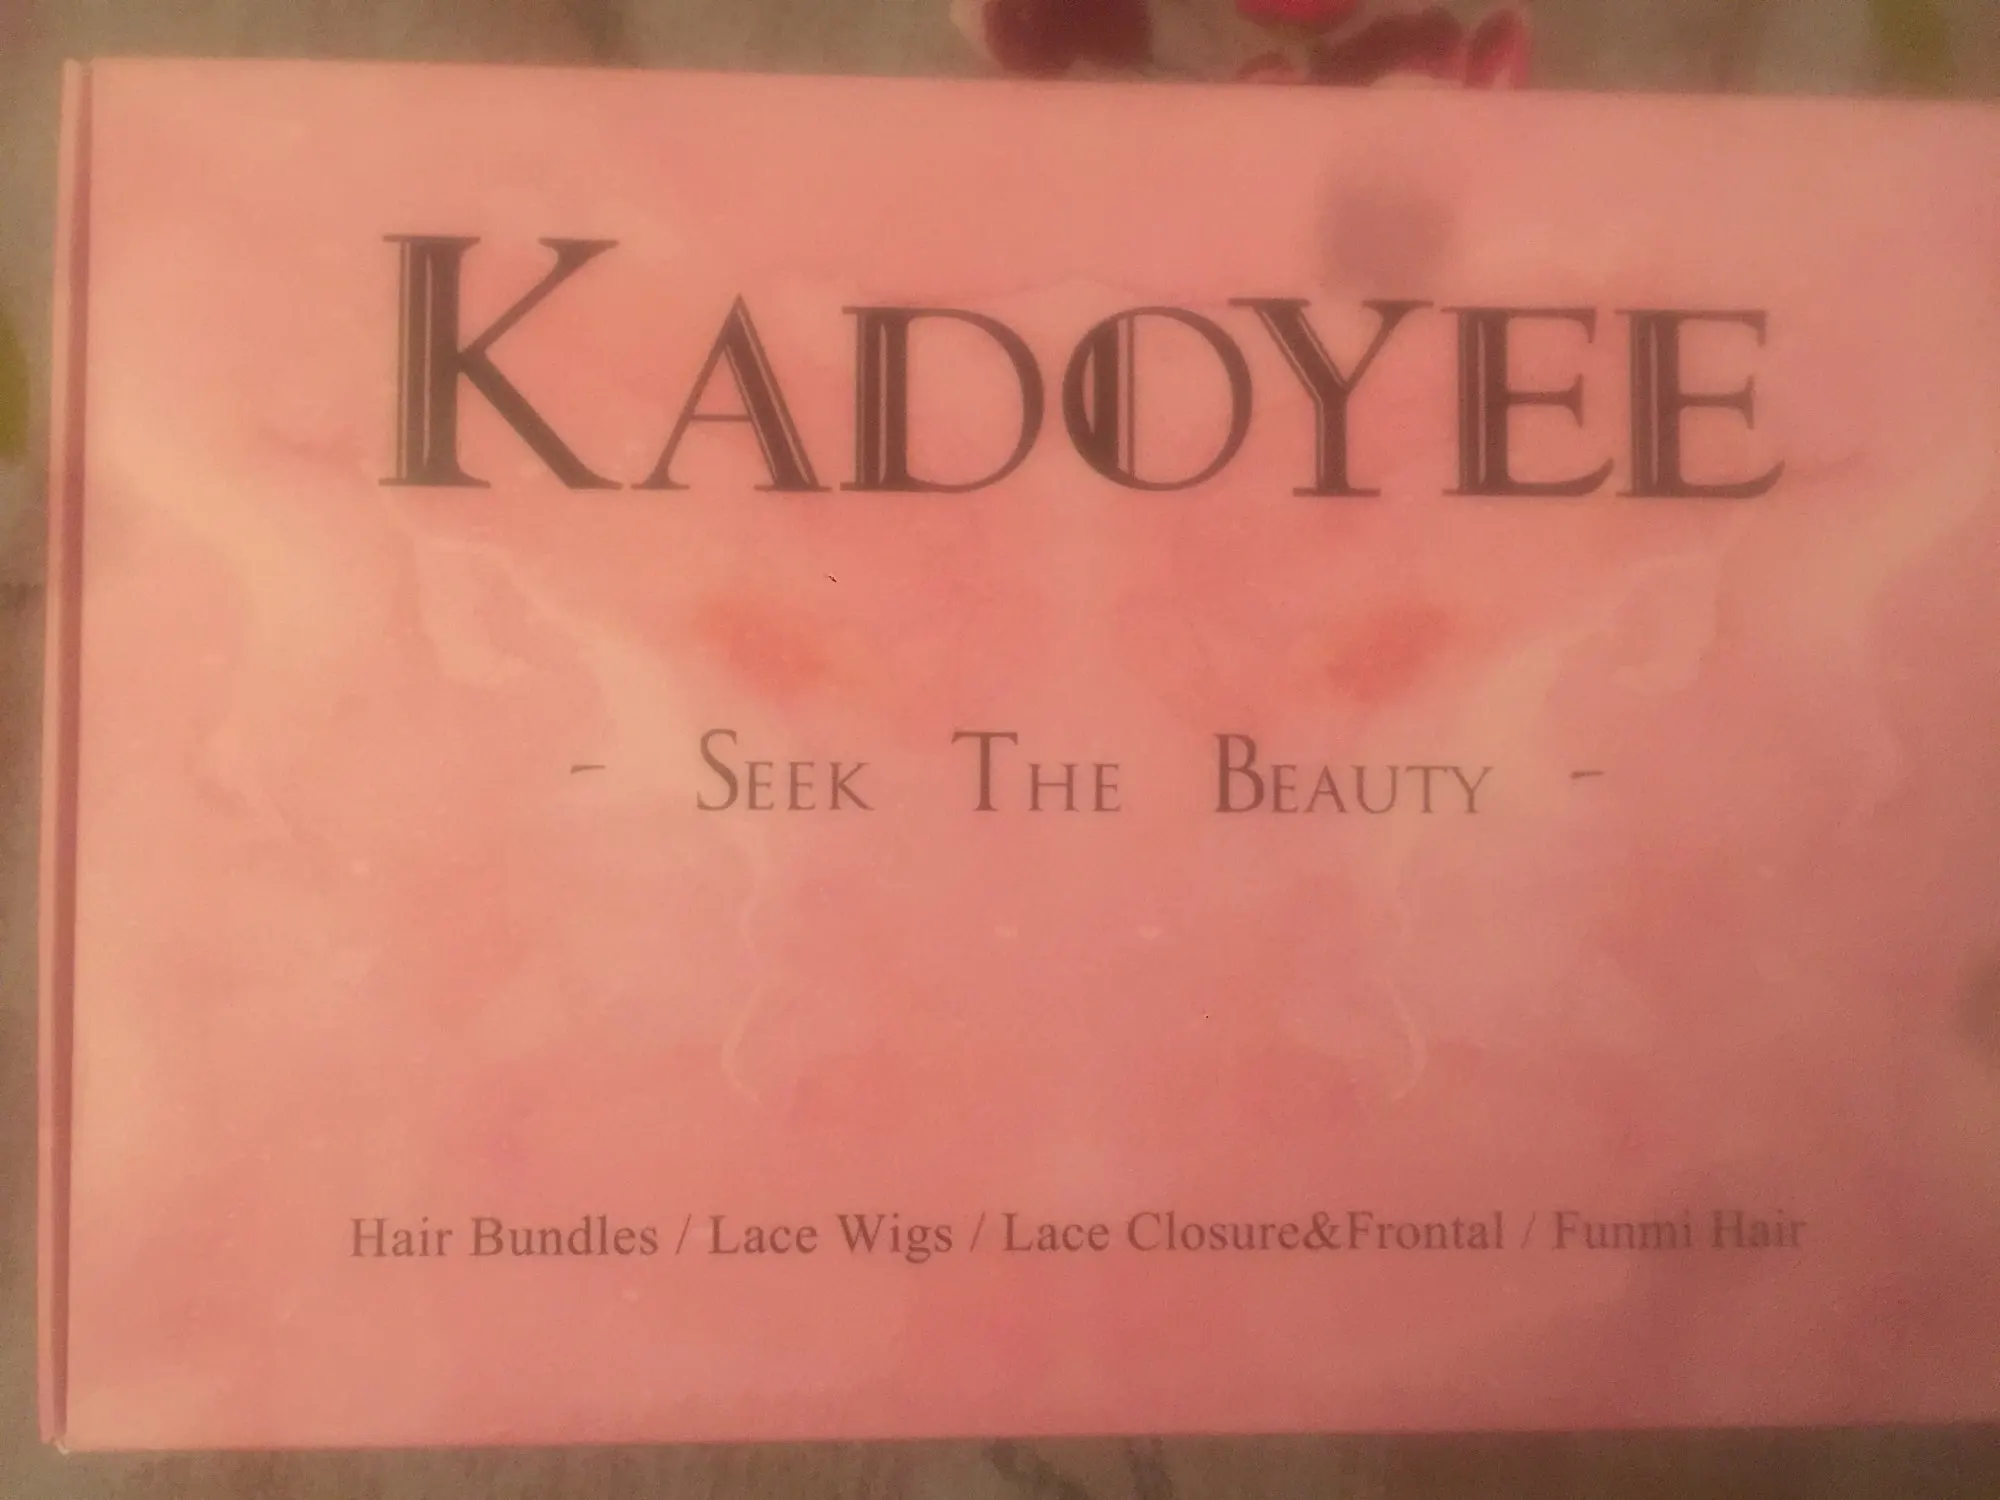 KADOYEE
- SEEK THE BEAUTY -
Hair Bundles / Lace Wigs / Lace Closure&Frontal / Funmi Hair